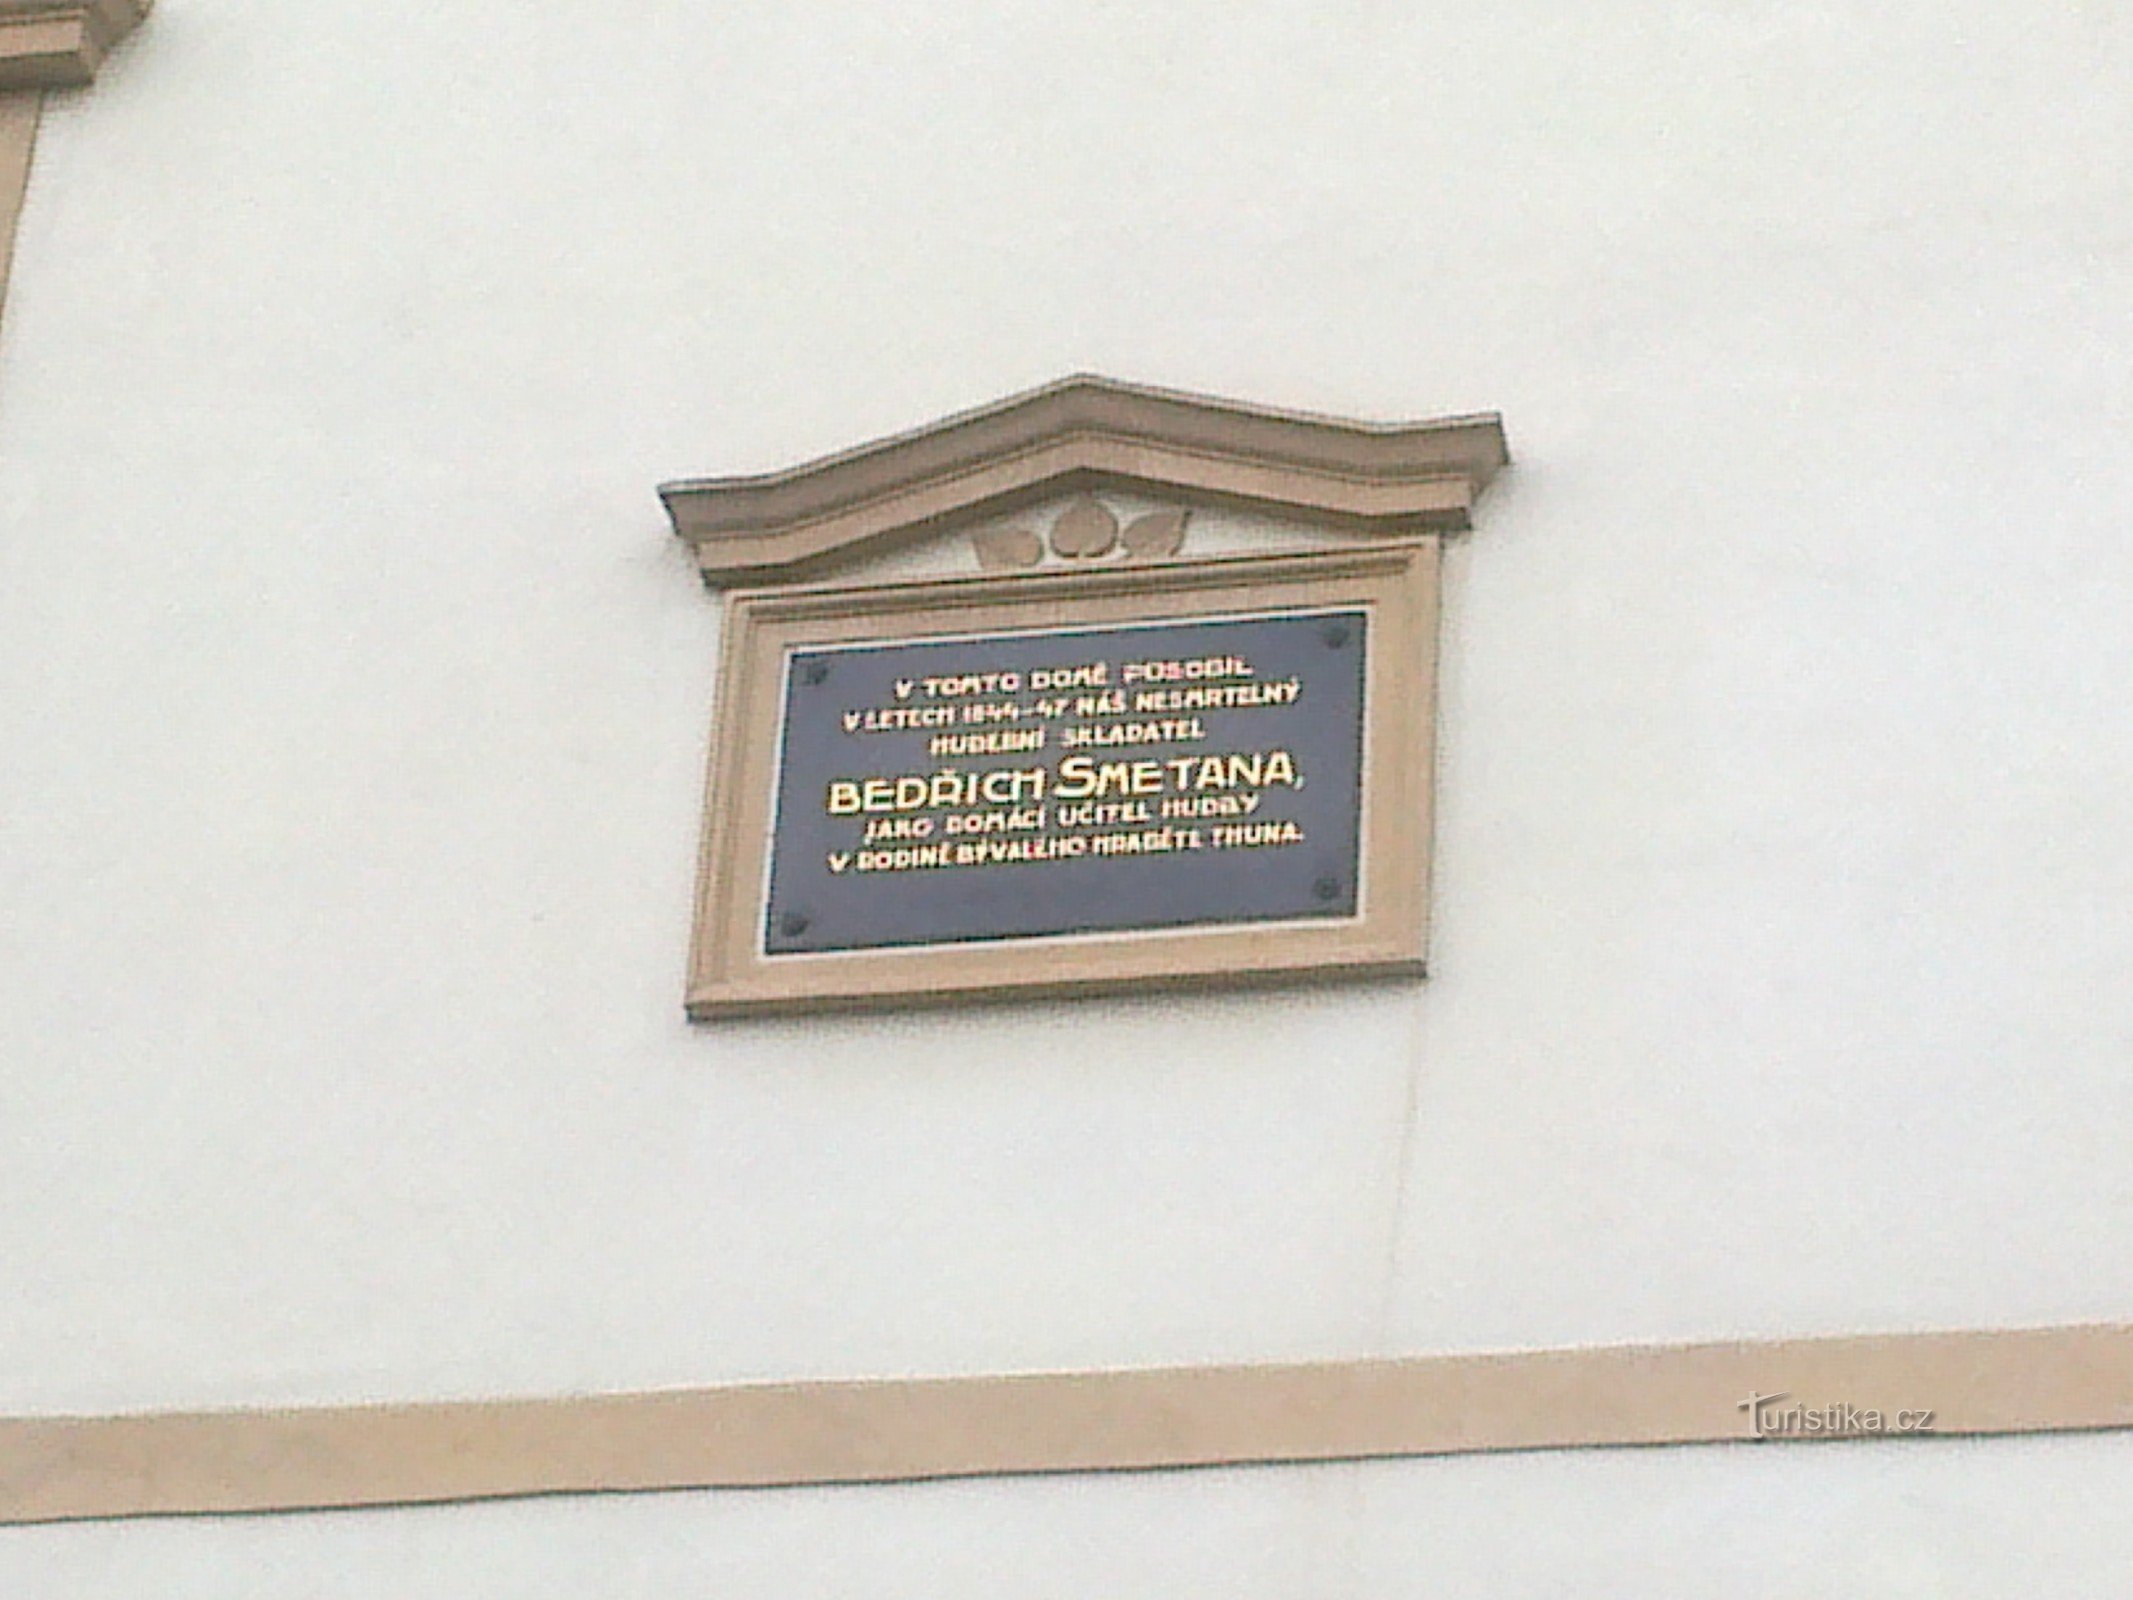 V TOMTO DOMĚ PŮSOBIL
V LETECH 1844-47 NÁŠ NESMRTELNÝ
HUDEBNÍ SKLADATEL
BEDŘICH SMETANA,
JAKO DOMÁCÍ UČITEL HUDBY
V RODINĚ BÝVALÉHO HRABĚTE THUNA.
Turistika.cz